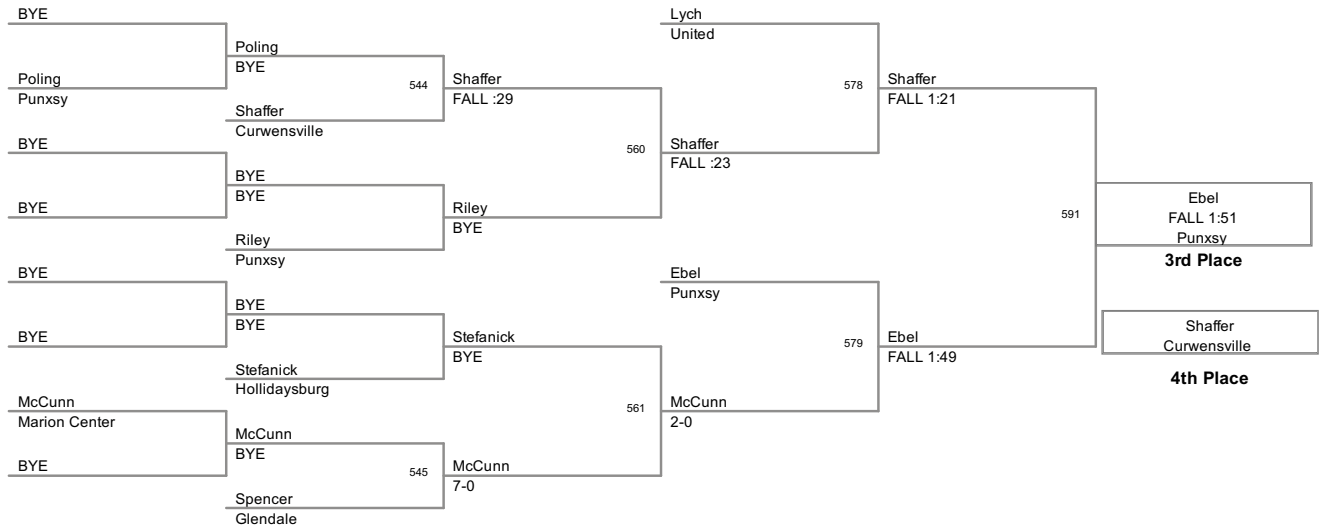 BYE
Poling
Punxsy
BYE
BYE
BYE
BYE
McCunn
Marion Center
BYE
Poling
BYE
544
Shaffer
Curwensville
BYE
BYE
Riley
Punxsy
BYE
BYE
Stefanick
Hollidaysburg
McCunn
BYE
545
Spencer
Glendale
Shaffer
FALL :29
560
Riley
BYE
Stefanick
BYE
561
McCunn
7-0
Lych
United
578
Shaffer
FALL :23
Ebel
Punxsy
579
McCunn
2-0
Shaffer
FALL 1:21
591
Ebel
FALL 1:49
Ebel
FALL 1:51
Punxsy
3rd Place
Shaffer
Curwensville
4th Place